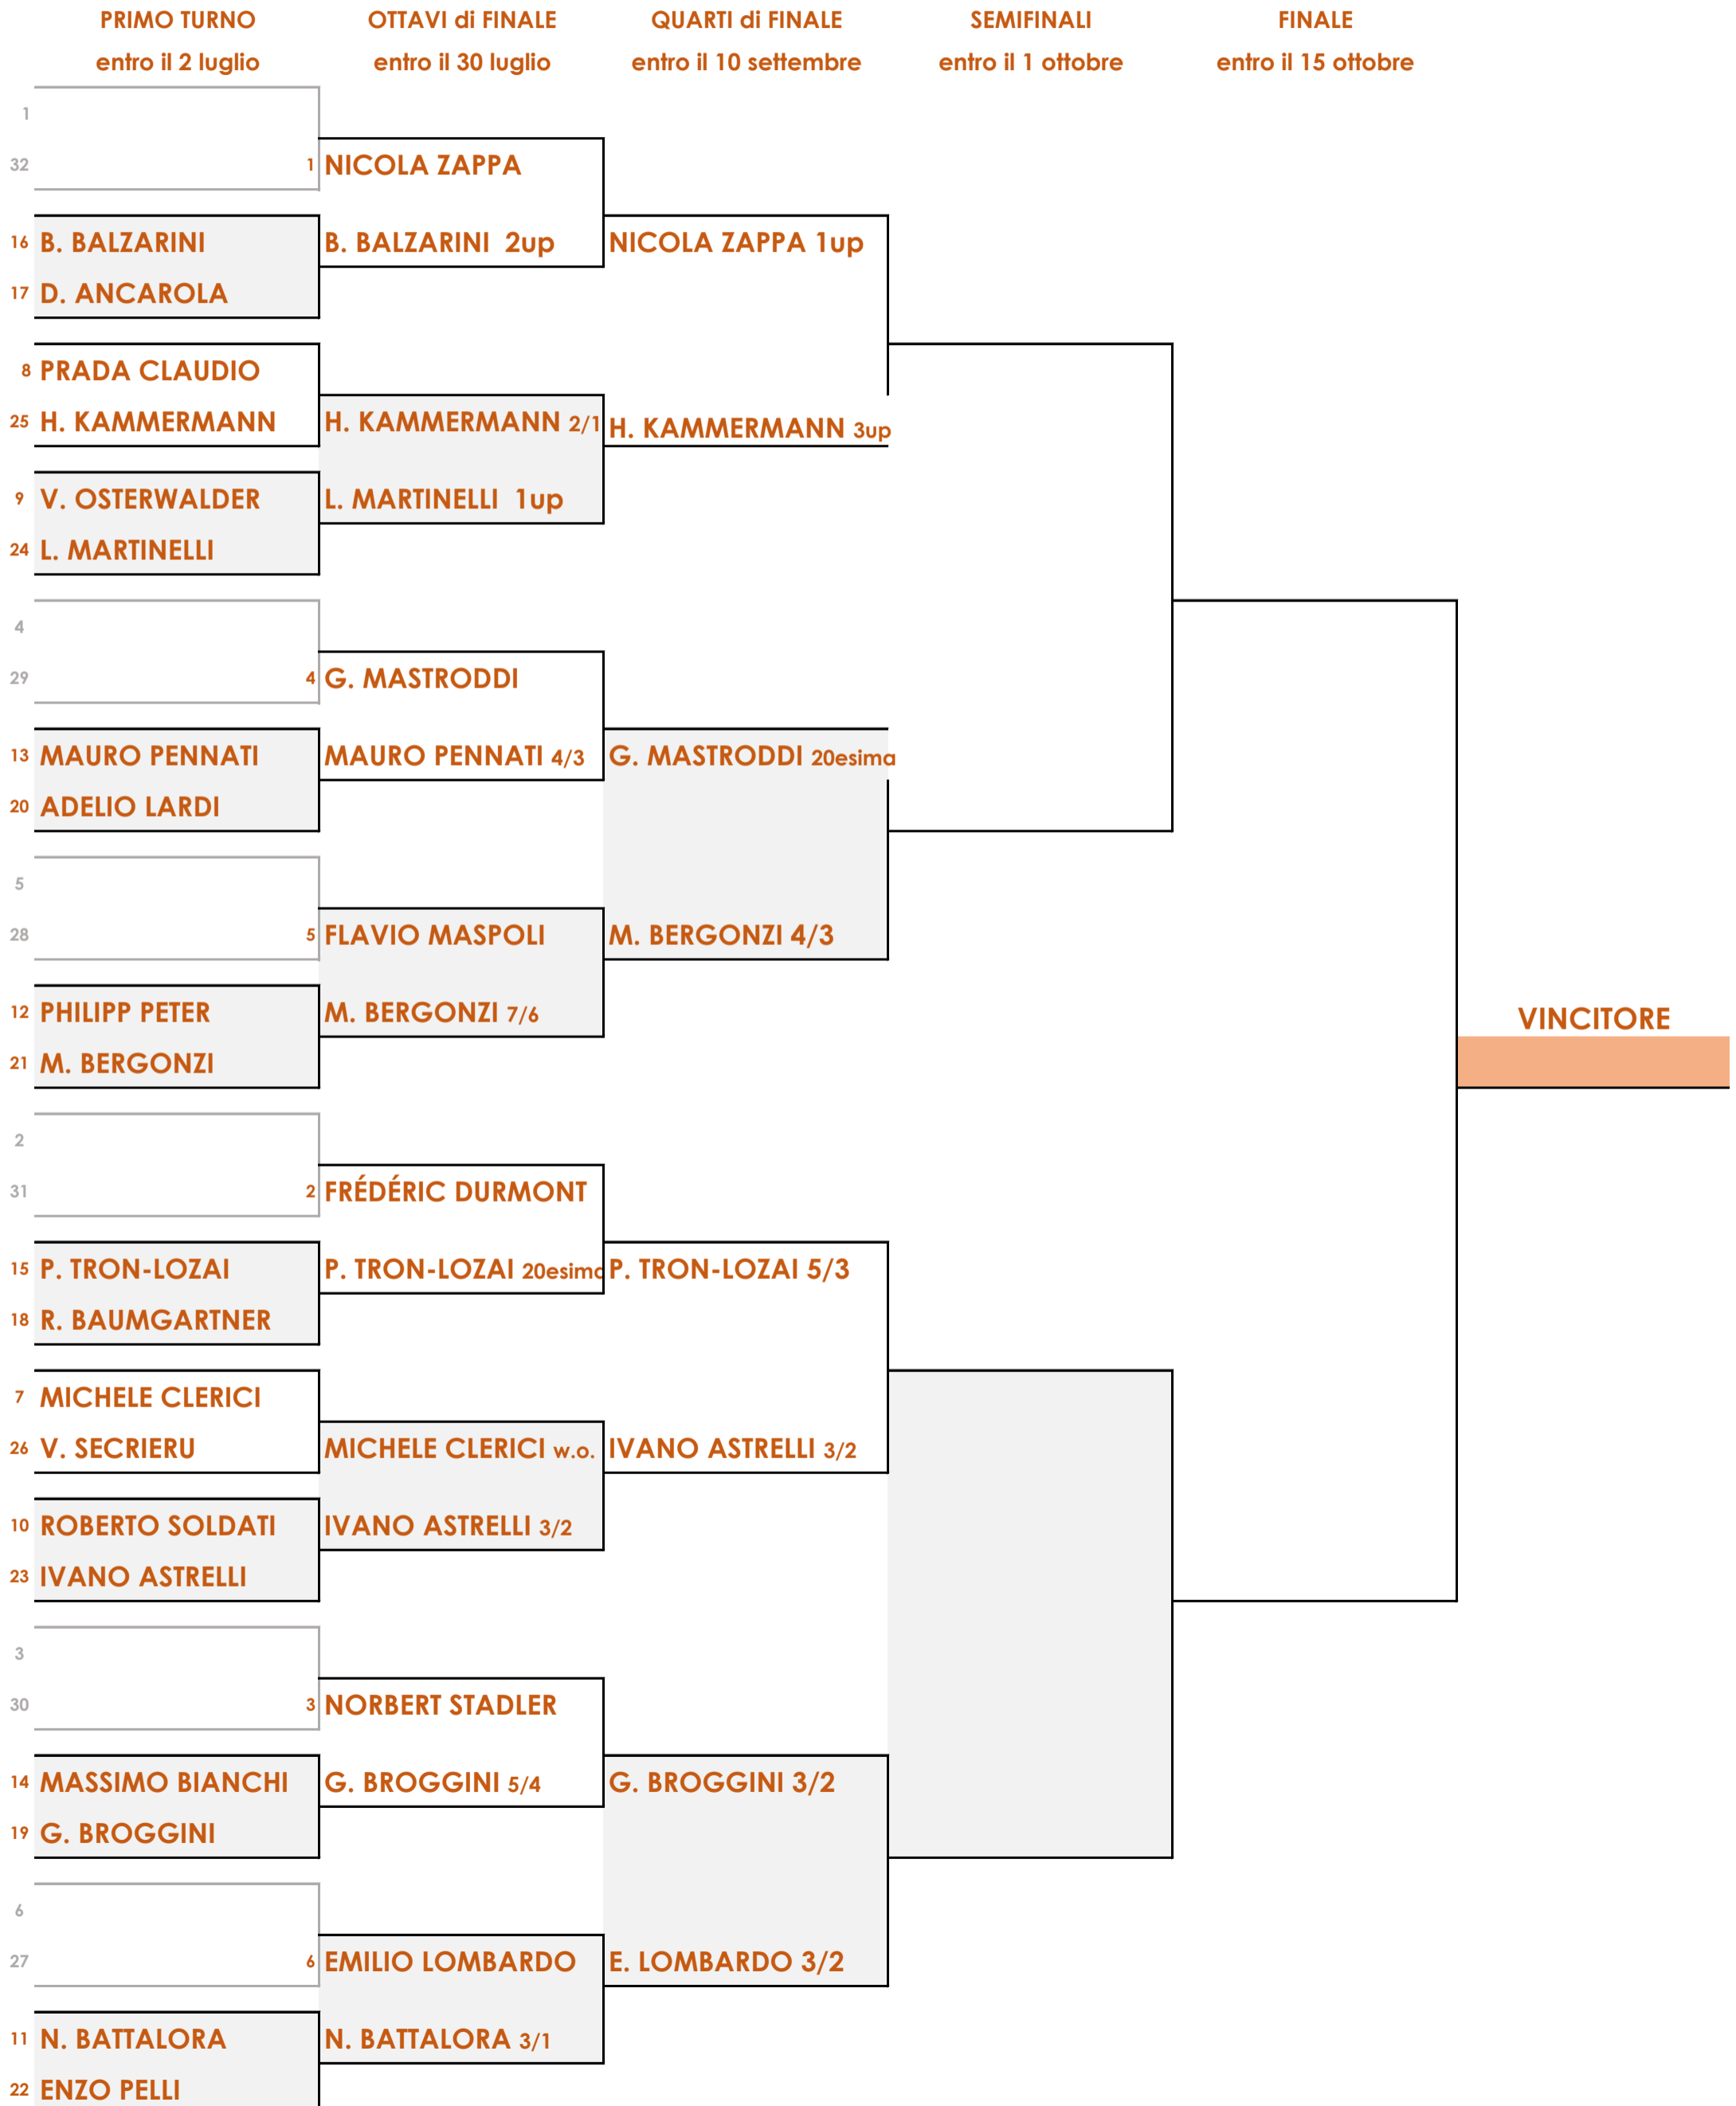 PRIMO TURNO OTTAVI di FINALE QUARTI di FINALE SEMIFINALI FINALE
entro il 2 luglio entro il 30 luglio entro il 10 settembre entro il 1 ottobre entro il 15 ottobre
1
32 1 NICOLA ZAPPA
16 B. BALZARINI B. BALZARINI 2up NICOLA ZAPPA 1up
17 D. ANCAROLA
8 PRADA CLAUDIO
25 H. KAMMERMANN H. KAMMERMANN 2/1 H. KAMMERMANN 3up
9 V. OSTERWALDER L. MARTINELLI 1up
24 L. MARTINELLI
4
29 4 G. MASTRODDI
13 MAURO PENNATI MAURO PENNATI 4/3 G. MASTRODDI 20esima
20 ADELIO LARDI
5
28 5 FLAVIO MASPOLI M. BERGONZI 4/3
12 PHILIPP PETER M. BERGONZI 7/6 VINCITORE
21 M. BERGONZI
2
31 2 FRÉDÉRIC DURMONT
15 P. TRON-LOZAI P. TRON-LOZAI 20esima P. TRON-LOZAI 5/3
18 R. BAUMGARTNER
7 MICHELE CLERICI
26 V. SECRIERU MICHELE CLERICI w.o. IVANO ASTRELLI 3/2
10 ROBERTO SOLDATI IVANO ASTRELLI 3/2
23 IVANO ASTRELLI
3
30 3 NORBERT STADLER
14 MASSIMO BIANCHI G. BROGGINI 5/4 G. BROGGINI 3/2
19 G. BROGGINI
6
27 6 EMILIO LOMBARDO E. LOMBARDO 3/2
11 N. BATTALORA N. BATTALORA 3/1
22 ENZO PELLI